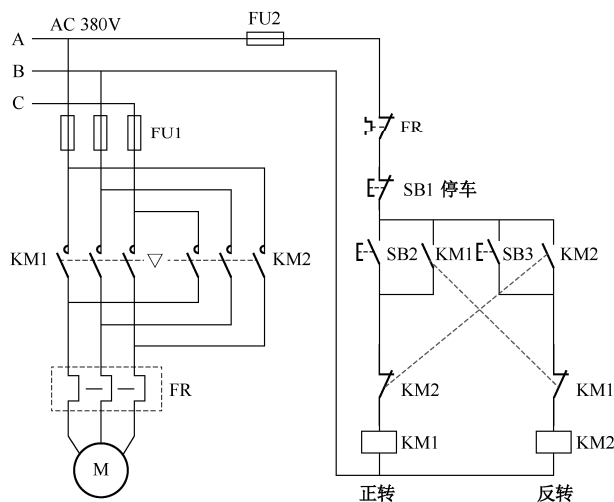 AC 380V
FU2
A
B
C
FU1
FR
SB1 停车
KM1
KM2
SB2
KM1
SB3
KM2
FR
KM2
KM1
M
KM1
KM2
正转
反转